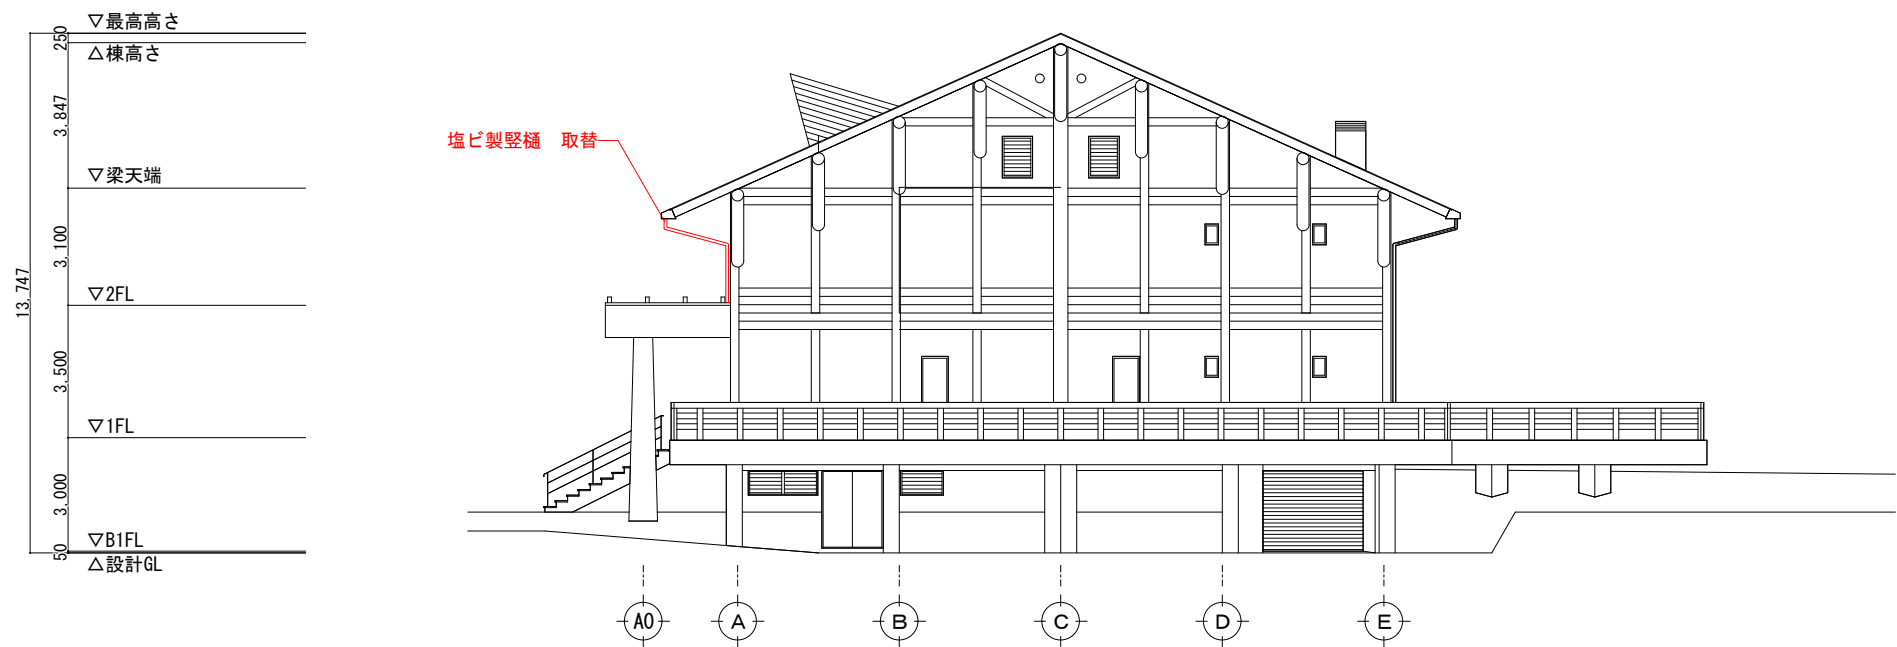 ▽最高高さ
250
△棟高さ
3,847
塩ビ製竪樋　取替
▽梁天端
3,100
13,747
▽2FL
3,500
▽1FL
3,000
▽B1FL
50
△設計GL
A0 A B C D E